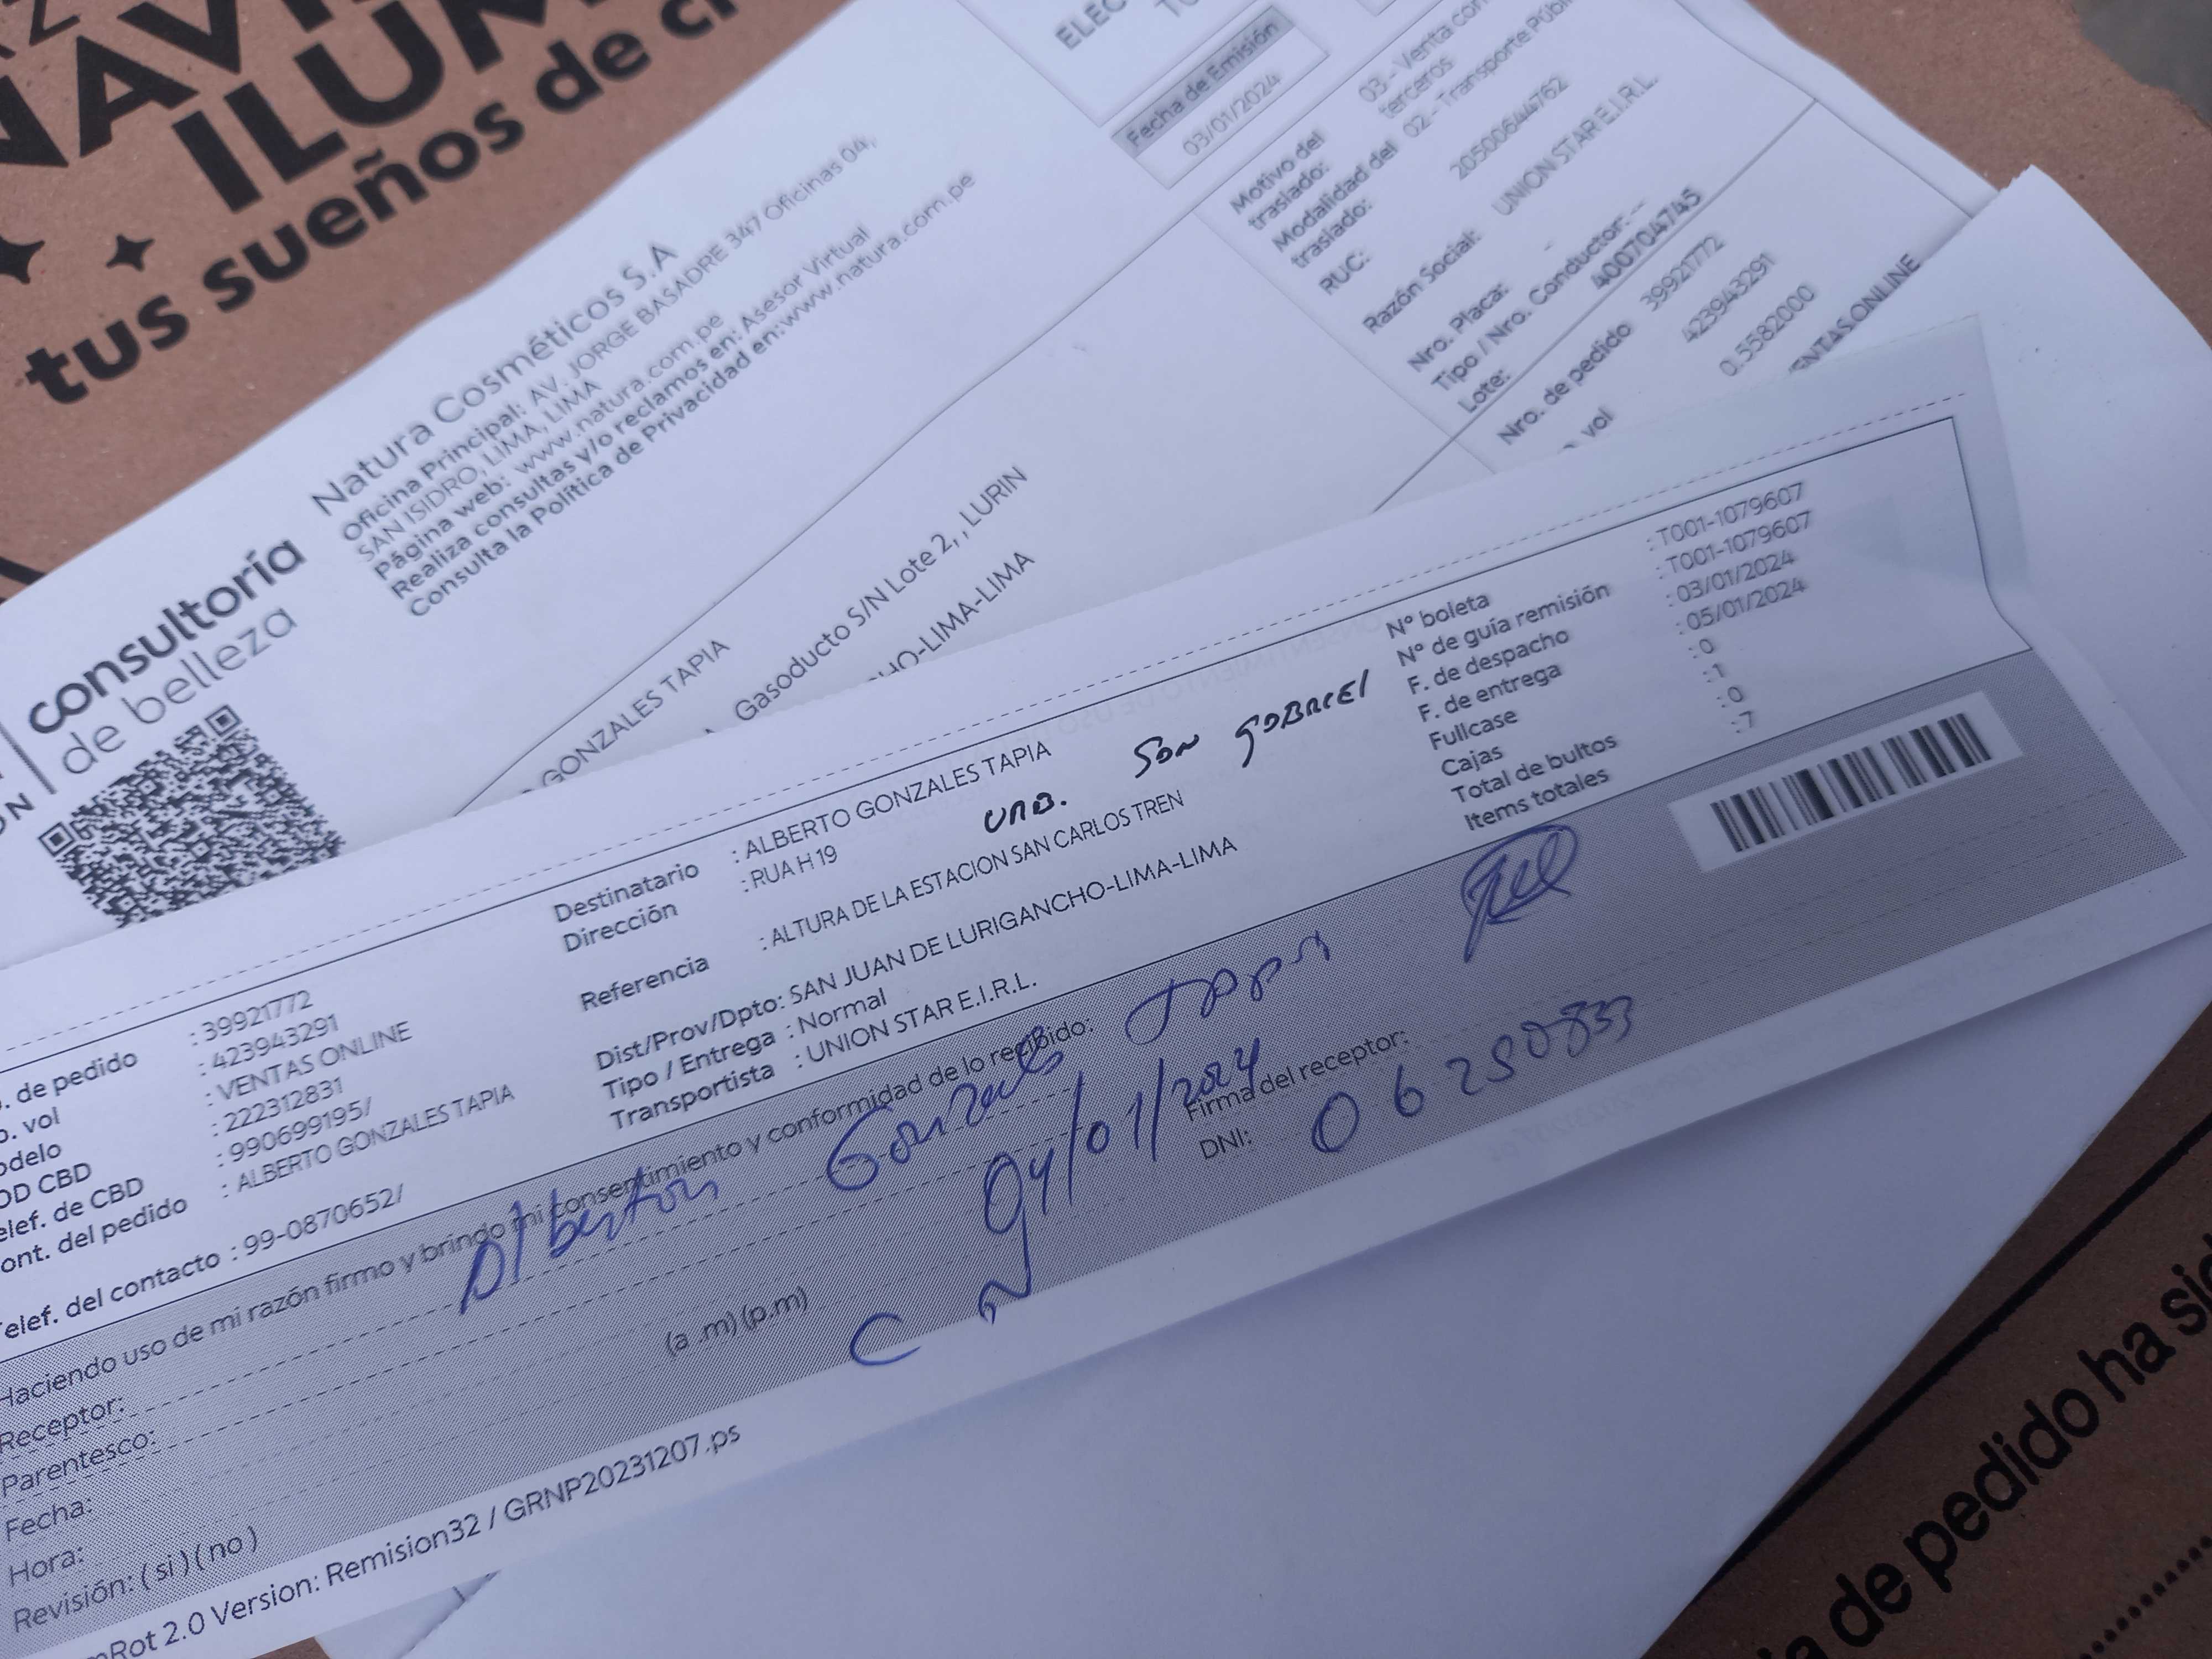 NAVI
ILUM
tus sueños de
consultoría
de belleza
Natura Cosméticos S.A
Oficina Principal: AV. JORGE BASADRE 347 Oficinas 04,
SAN ISIDRO, LIMA, LIMA
Página web: www.natura.com.pe
Realiza consultas y/o reclamos en: Asesor Virtual
Consulta la Política de Privacidad en:www.natura.com.pe
ELEC
Fecha de Emisión
03/01/2024
Motivo del traslado: 03 - Venta con terceros
Modalidad del traslado: 02 - Transporte Públi
RUC: 20500644762
Razón Social: UNION STAR E.I.R.L.
Nro. Placa: -
Tipo / Nro. Conductor: --
Lote: 4007704745
Nro. de pedido 39921772
vol 423943291
0.5582000
ENTAS ONLINE
GONZALES TAPIA
Gasoducto S/N Lote 2, , LURIN
HO-LIMA-LIMA
. de pedido : 39921772
o. vol : 423943291
odelo : VENTAS ONLINE
OD CBD : 222312831
elef. de CBD : 990699195/
ont. del pedido : ALBERTO GONZALES TAPIA
elef. del contacto : 99-0870652/
Destinatario : ALBERTO GONZALES TAPIA
Dirección : RUA H 19
URB. SAN GABRIEL
Referencia : ALTURA DE LA ESTACION SAN CARLOS TREN
Dist/Prov/Dpto: SAN JUAN DE LURIGANCHO-LIMA-LIMA
Tipo / Entrega : Normal
Transportista : UNION STAR E.I.R.L.
N° boleta : T001-1079607
N° de guía remisión : T001-1079607
F. de despacho : 03/01/2024
F. de entrega : 05/01/2024
Fullcase : 0
Cajas : 1
Total de bultos : 0
Items totales : 7
Haciendo uso de mi razón firmo y brindo mi consentimiento y conformidad de lo recibido:
Receptor: Alberton Gonzales Tapia
Parentesco:
Fecha: 04/01/2024
Hora: (a .m) (p.m)
Revisión: ( si ) ( no )
Firma del receptor:
DNI: 06250833
mRot 2.0 Version: Remision32 / GRNP20231207.ps
ía de pedido ha sid